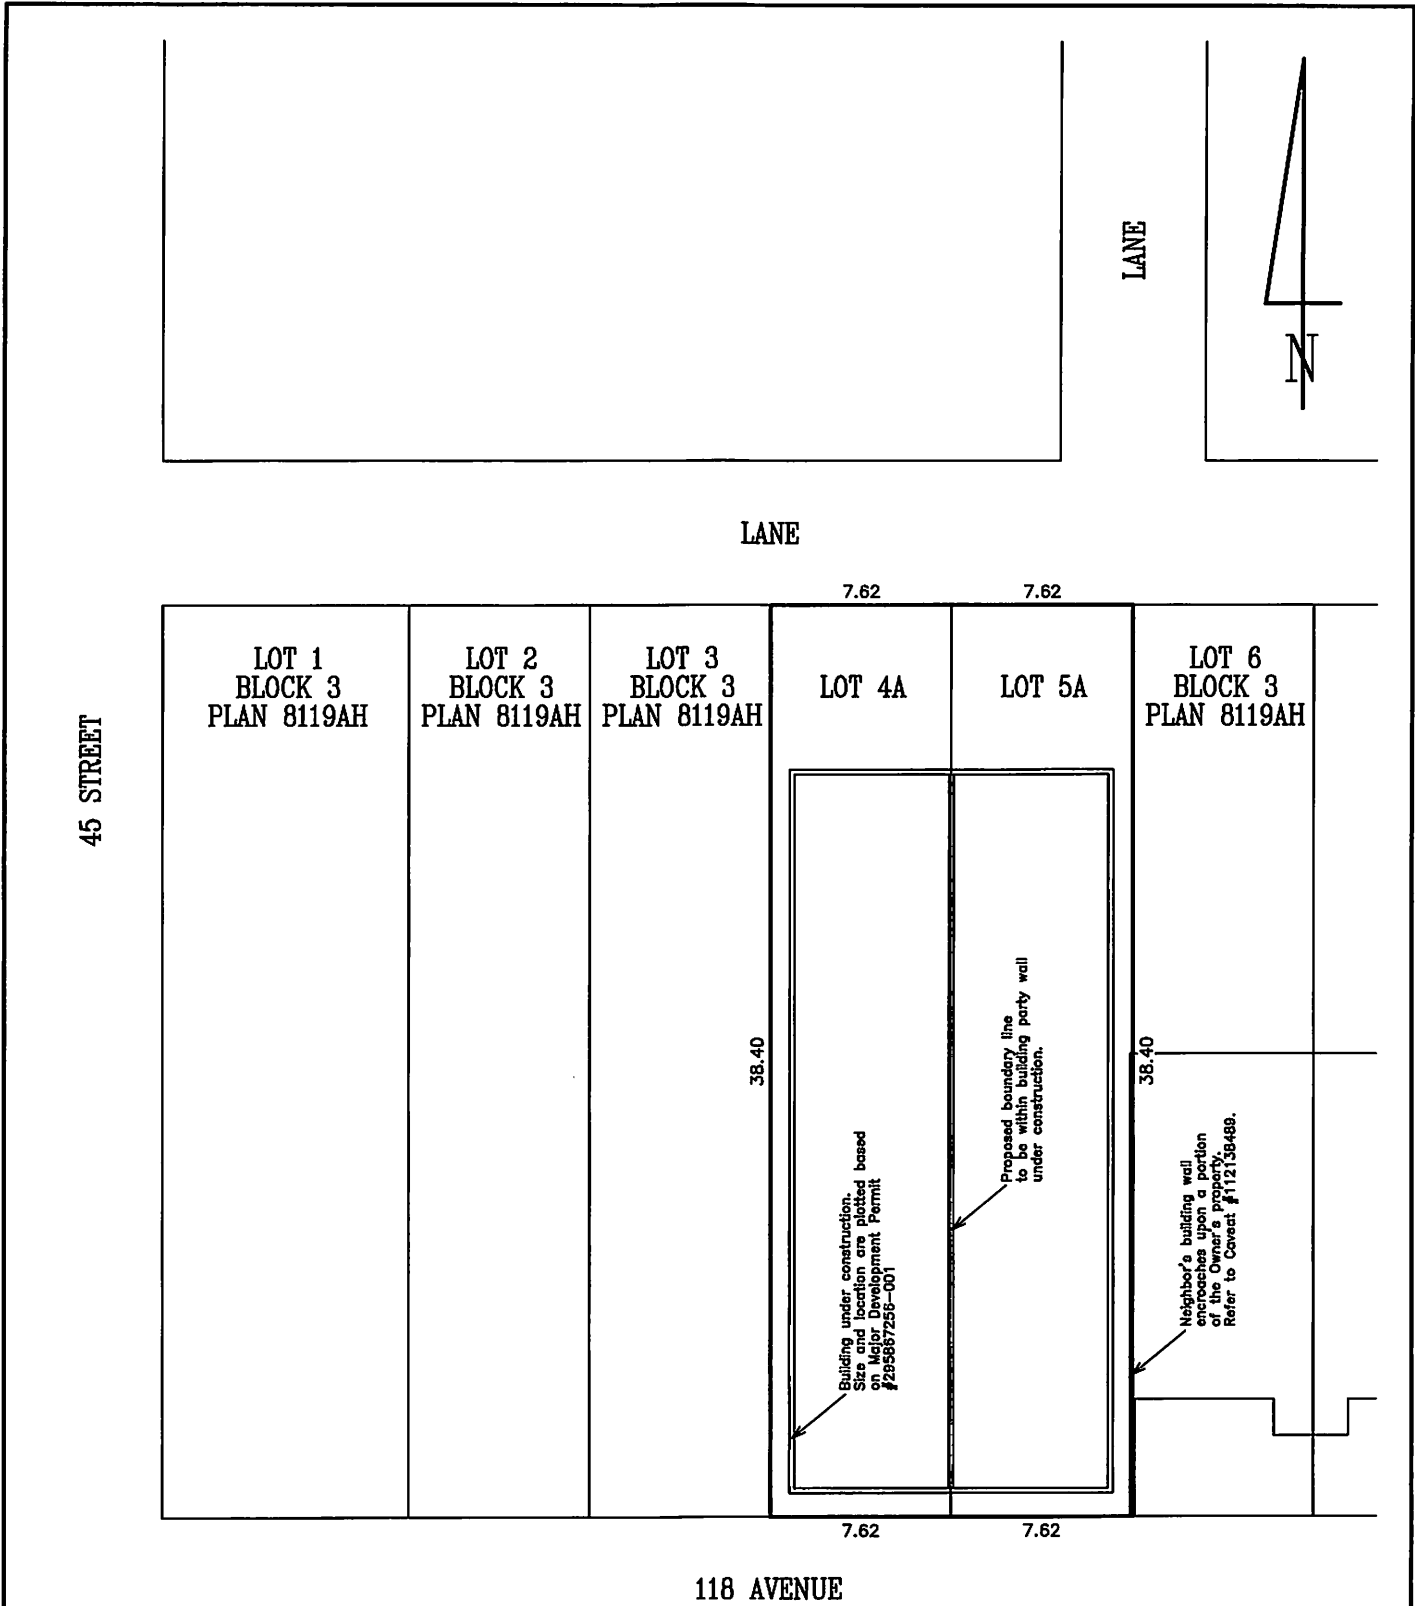 LANE
N
LANE
7.62
7.62
LOT 1
BLOCK 3
PLAN 8119AH
LOT 2
BLOCK 3
PLAN 8119AH
LOT 3
BLOCK 3
PLAN 8119AH
LOT 4A
LOT 5A
LOT 6
BLOCK 3
PLAN 8119AH
45 STREET
38.40
Building under construction.
Size and location are plotted based
on Major Development Permit
#295867256-001
Proposed boundary line
to be within building party wall
under construction.
38.40
Neighbor's building wall
encroaches upon a portion
of the Owner's property.
Refer to Caveat #112138489.
7.62
7.62
118 AVENUE